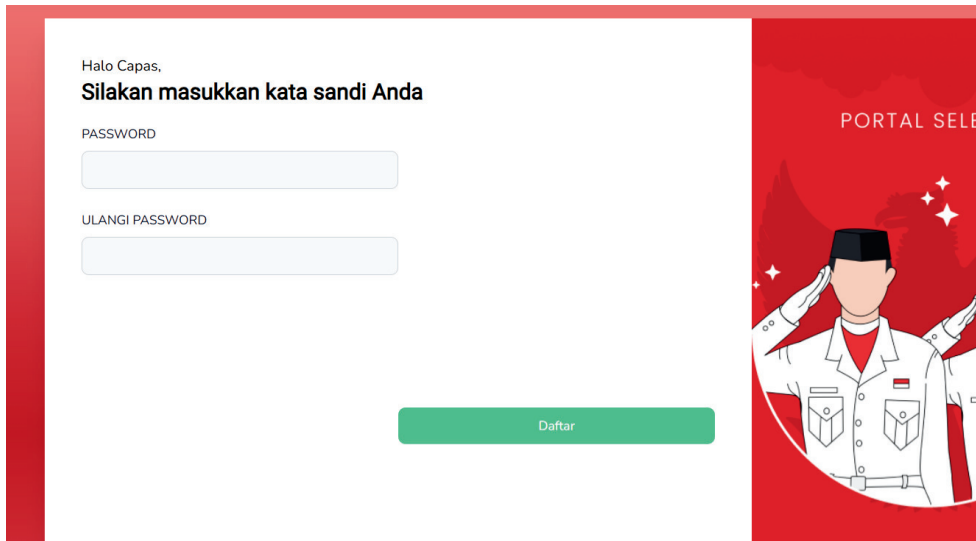 Halo Capas,
Silakan masukkan kata sandi Anda
PASSWORD
ULANGI PASSWORD
Daftar
PORTAL SELE